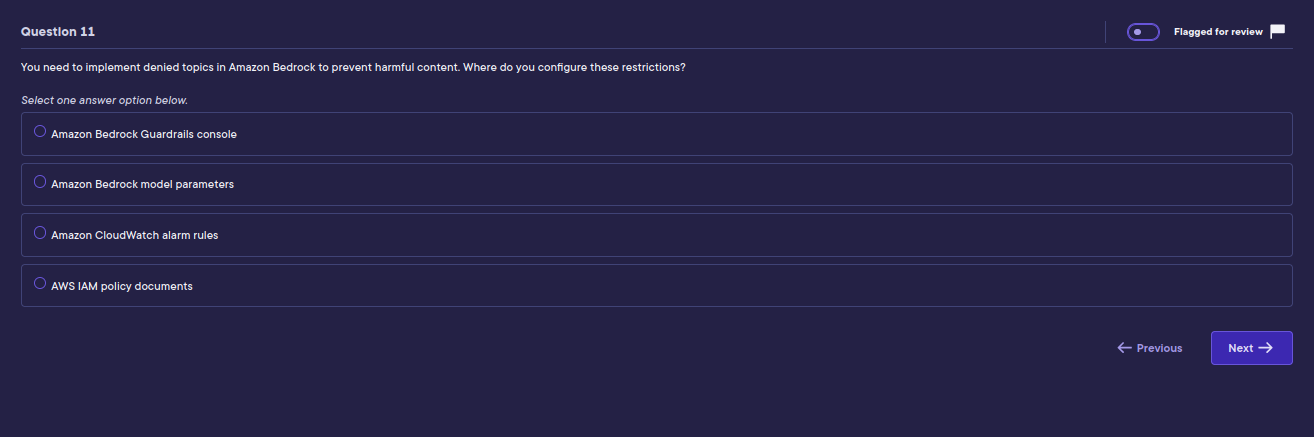 Question 11
Flagged for review
You need to implement denied topics in Amazon Bedrock to prevent harmful content. Where do you configure these restrictions?
Select one answer option below.
Amazon Bedrock Guardrails console
Amazon Bedrock model parameters
Amazon CloudWatch alarm rules
AWS IAM policy documents
Previous
Next